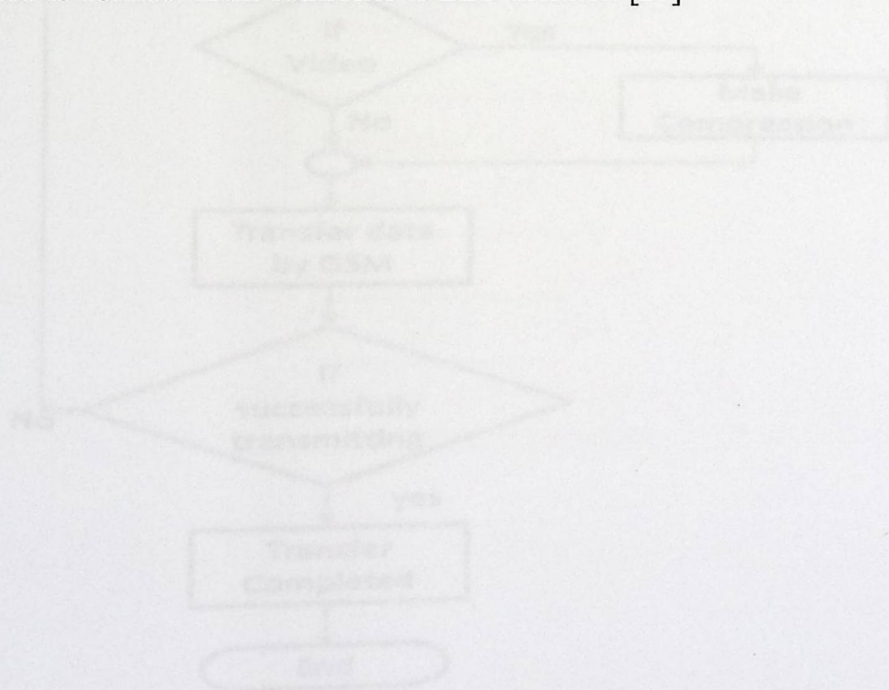 If
Video
Yes
Make
Compression
No
Transfer data
by GSM
If
successfully
transmitting
No
yes
Transfer
Completed
End